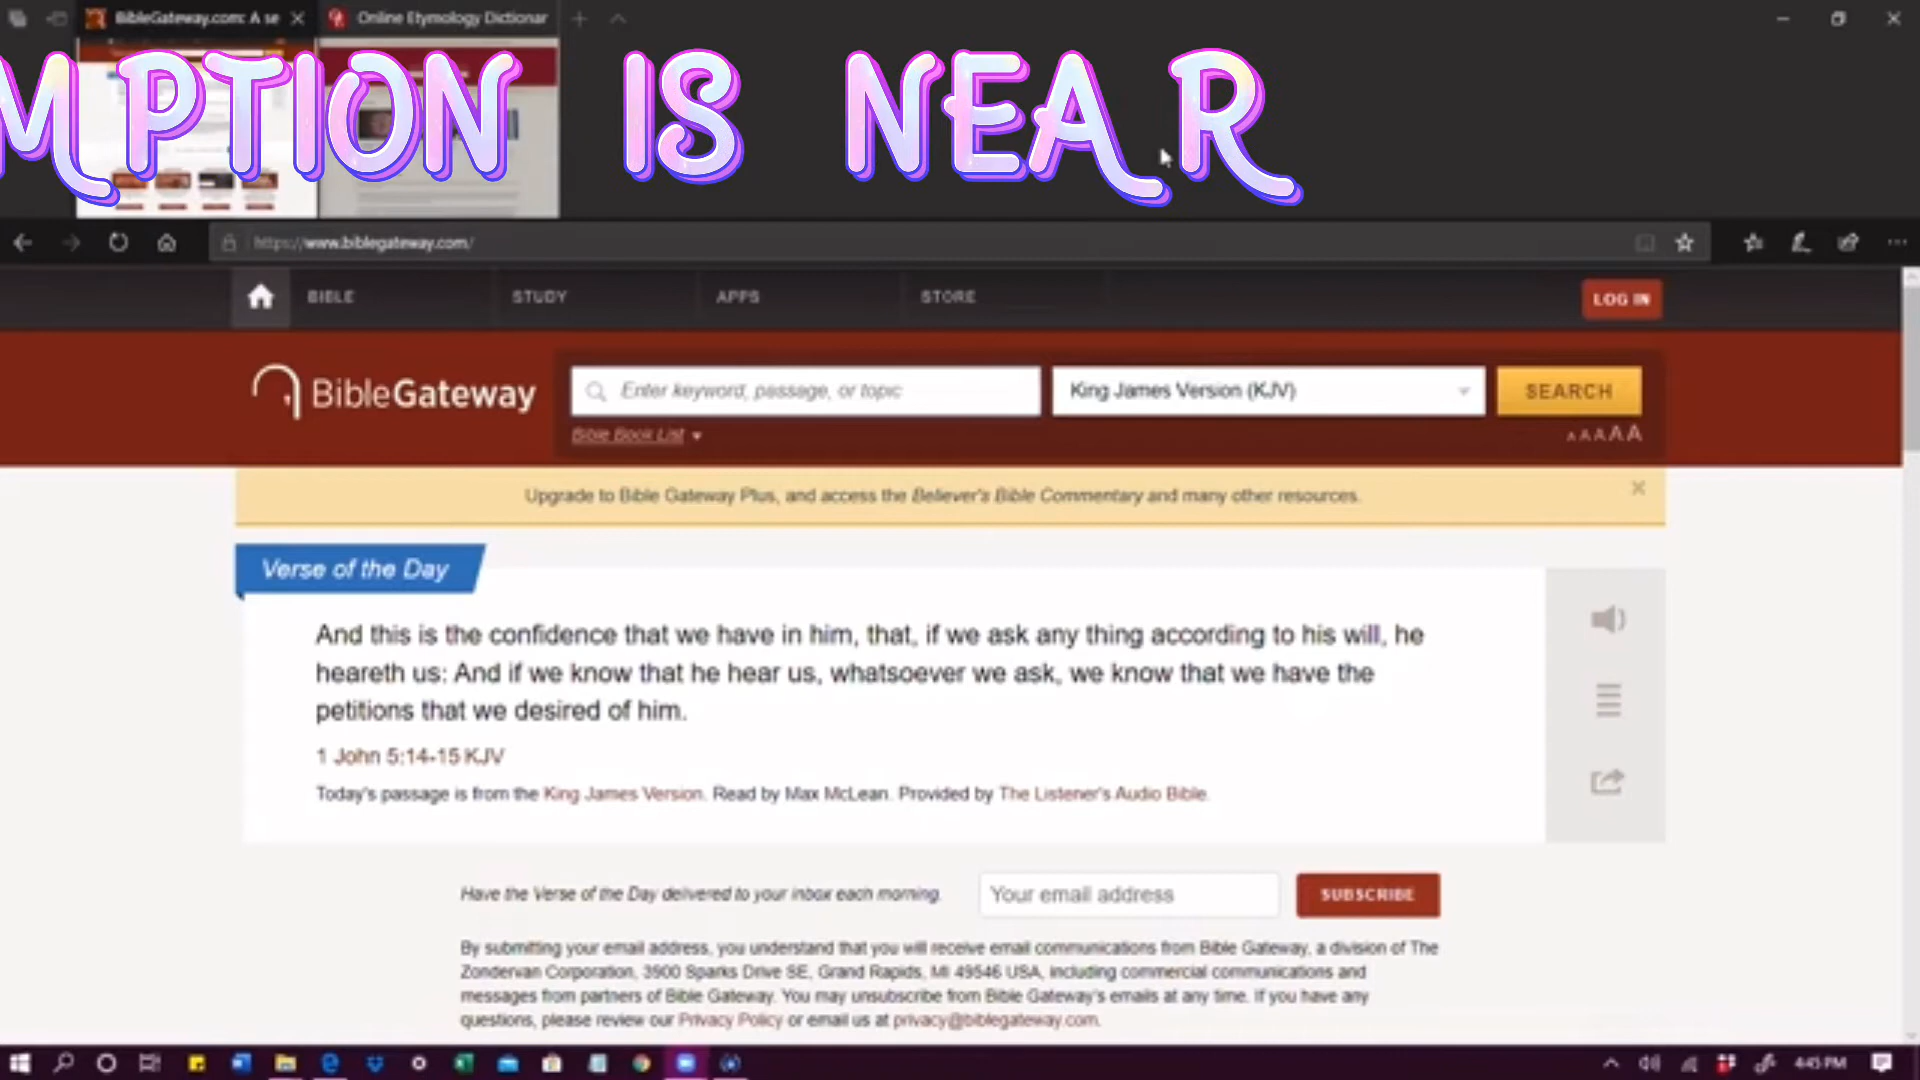 BibleGateway.com: A se
Online Etymology Dictionar
MPTION IS NEAR
https://www.biblegateway.com/
BIBLE STUDY APPS STORE LOG IN
BibleGateway
Enter keyword, passage, or topic
King James Version (KJV)
SEARCH
Bible Book List
AAAAA
Upgrade to Bible Gateway Plus, and access the Believer's Bible Commentary and many other resources.
Verse of the Day
And this is the confidence that we have in him, that, if we ask any thing according to his will, he
heareth us: And if we know that he hear us, whatsoever we ask, we know that we have the
petitions that we desired of him.
1 John 5:14-15 KJV
Today's passage is from the King James Version. Read by Max McLean. Provided by The Listener's Audio Bible.
Have the Verse of the Day delivered to your inbox each morning.
Your email address
SUBSCRIBE
By submitting your email address, you understand that you will receive email communications from Bible Gateway, a division of The
Zondervan Corporation, 3900 Sparks Drive SE, Grand Rapids, MI 49546 USA, including commercial communications and
messages from partners of Bible Gateway. You may unsubscribe from Bible Gateway's emails at any time. If you have any
questions, please review our Privacy Policy or email us at privacy@biblegateway.com.
4:45 PM